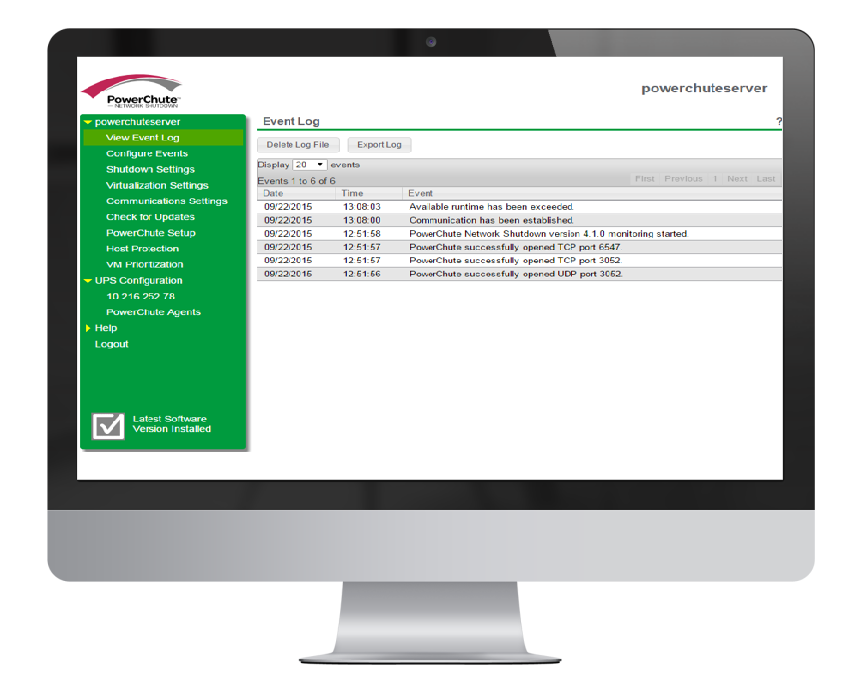 PowerChute
NETWORK SHUTDOWN
powerchuteserver
powerchuteserver
View Event Log
Configure Events
Shutdown Settings
Virtualization Settings
Communications Settings
Check for Updates
PowerChute Setup
Host Protection
VM Prioritization
UPS Configuration
10.216.252.78
PowerChute Agents
Help
Logout
Latest Software
Version Installed
Event Log ?
Delete Log File Export Log
Display 20 events
Events 1 to 6 of 6 First Previous 1 Next Last
Date Time Event
09/22/2015 13:08:03 Available runtime has been exceeded.
09/22/2015 13:08:00 Communication has been established.
09/22/2015 12:51:58 PowerChute Network Shutdown version 4.1.0 monitoring started.
09/22/2015 12:51:57 PowerChute successfully opened TCP port 6547.
09/22/2015 12:51:57 PowerChute successfully opened TCP port 3052.
09/22/2015 12:51:56 PowerChute successfully opened UDP port 3052.